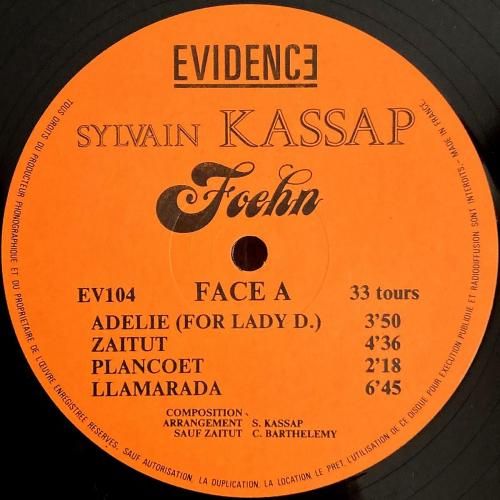 EVIDENCE
SYLVAIN KASSAP
Foehn
EV104 FACE A 33 tours
ADELIE (FOR LADY D.) 3'50
ZAITUT 4'36
PLANCOET 2'18
LLAMARADA 6'45
COMPOSITION
ARRANGEMENT S. KASSAP
SAUF ZAITUT C. BARTHELEMY
TOUS DROITS DU PRODUCTEUR PHONOGRAPHIQUE ET DU PROPRIETAIRE DE L'ŒUVRE ENREGISTREE RESERVES. SAUF AUTORISATION, LA DUPLICATION, LA LOCATION, LE PRET, L'UTILISATION DE CE DISQUE POUR EXECUTION PUBLIQUE ET RADIODIFFUSION SONT INTERDITS - MADE IN FRANCE.